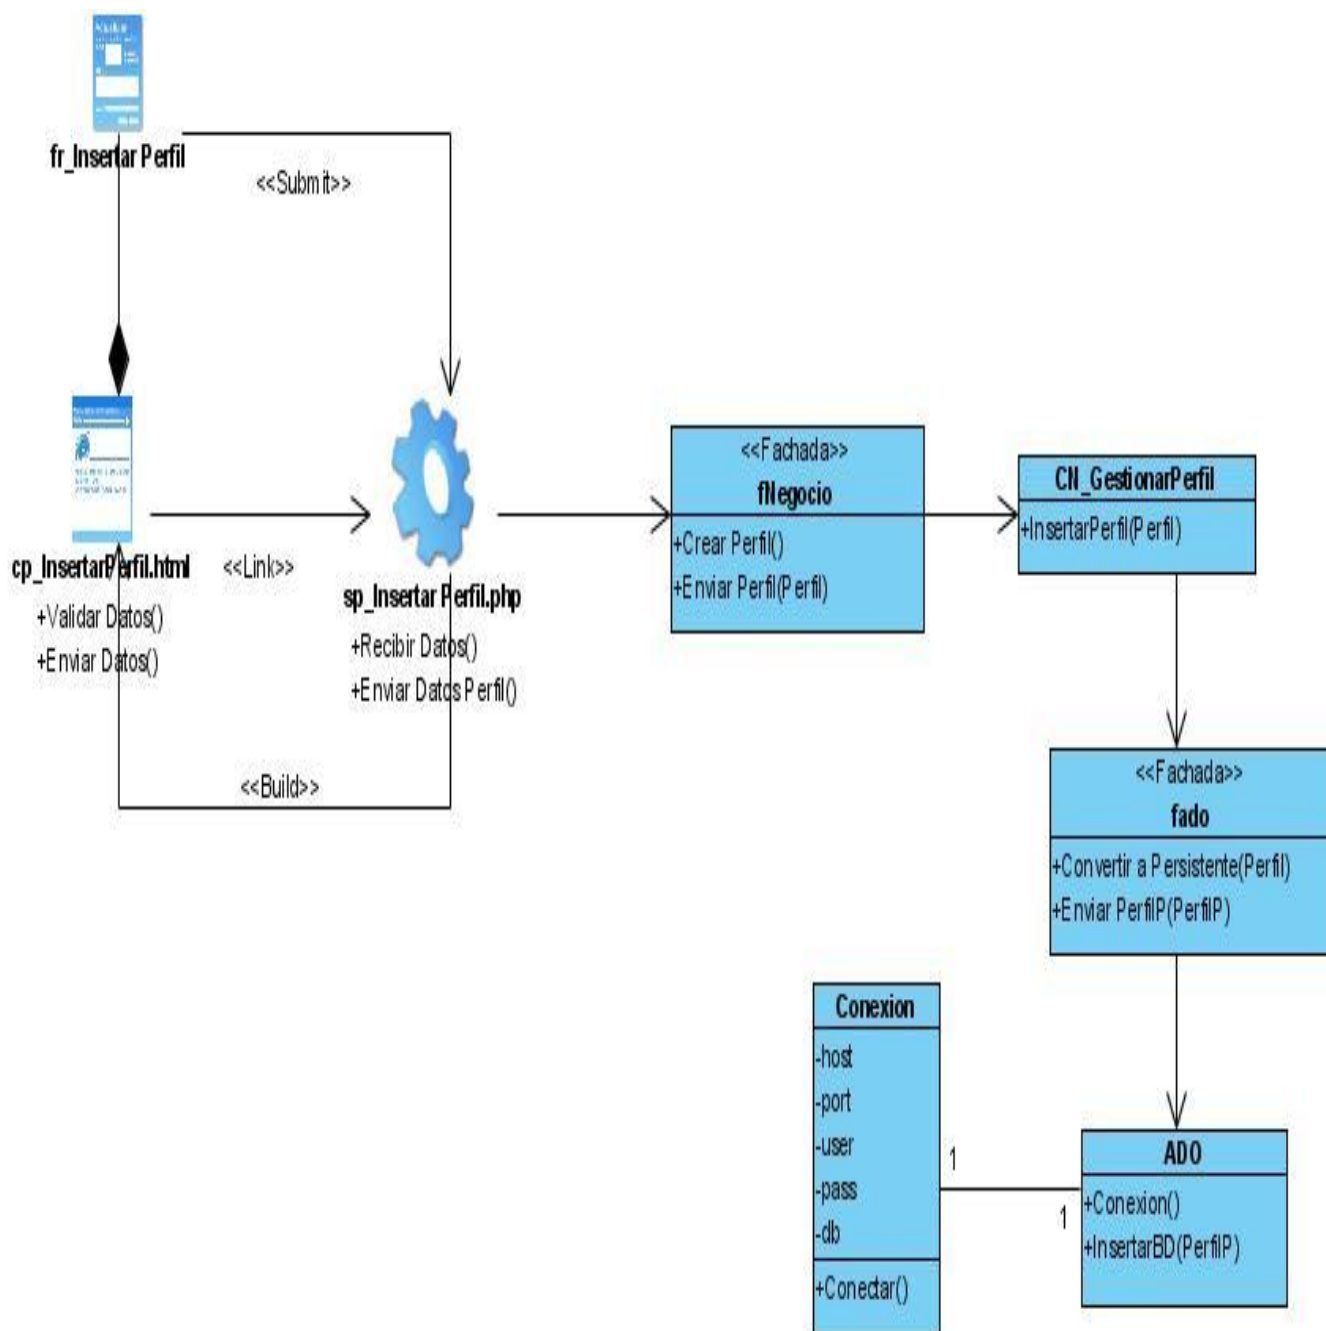 fr_Insertar Perfil
<<Submit>>
cp_InsertarPerfil.html
+Validar Datos()
+Enviar Datos()
<<Link>>
sp_Insertar Perfil.php
+Recibir Datos()
+Enviar Datos Perfil()
<<Build>>
<<Fachada>>
fNegocio
+Crear Perfil()
+Enviar Perfil(Perfil)
CN_GestionarPerfil
+InsertarPerfil(Perfil)
<<Fachada>>
fado
+Convertir a Persistente(Perfil)
+Enviar PerfilP(PerfilP)
Conexion
-host
-port
-user
-pass
-db
+Conectar()
1
1
ADO
+Conexion()
+InsertarBD(PerfilP)